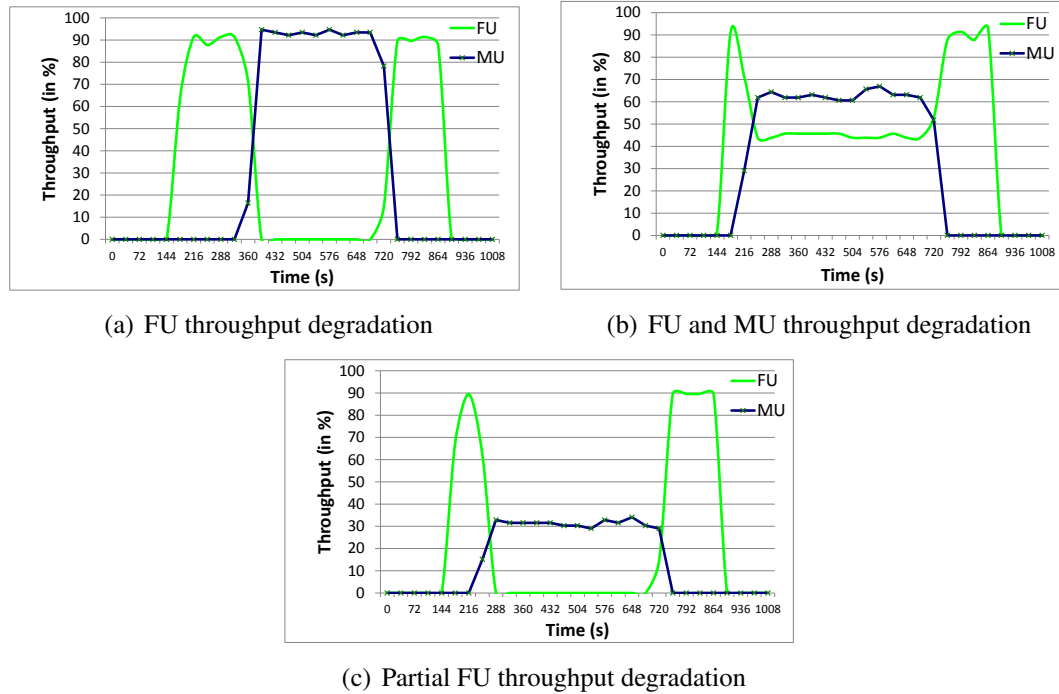 100
90
80
70
60
50
40
30
20
10
0
Throughput (in %)
FU
MU
0 72 144 216 288 360 432 504 576 648 720 792 864 936 1008
Time (s)
(a) FU throughput degradation
100
90
80
70
60
50
40
30
20
10
0
Throughput (in %)
FU
MU
0 72 144 216 288 360 432 504 576 648 720 792 864 936 1008
Time (s)
(b) FU and MU throughput degradation
100
90
80
70
60
50
40
30
20
10
0
Throughput (in %)
FU
MU
0 72 144 216 288 360 432 504 576 648 720 792 864 936 1008
Time (s)
(c) Partial FU throughput degradation